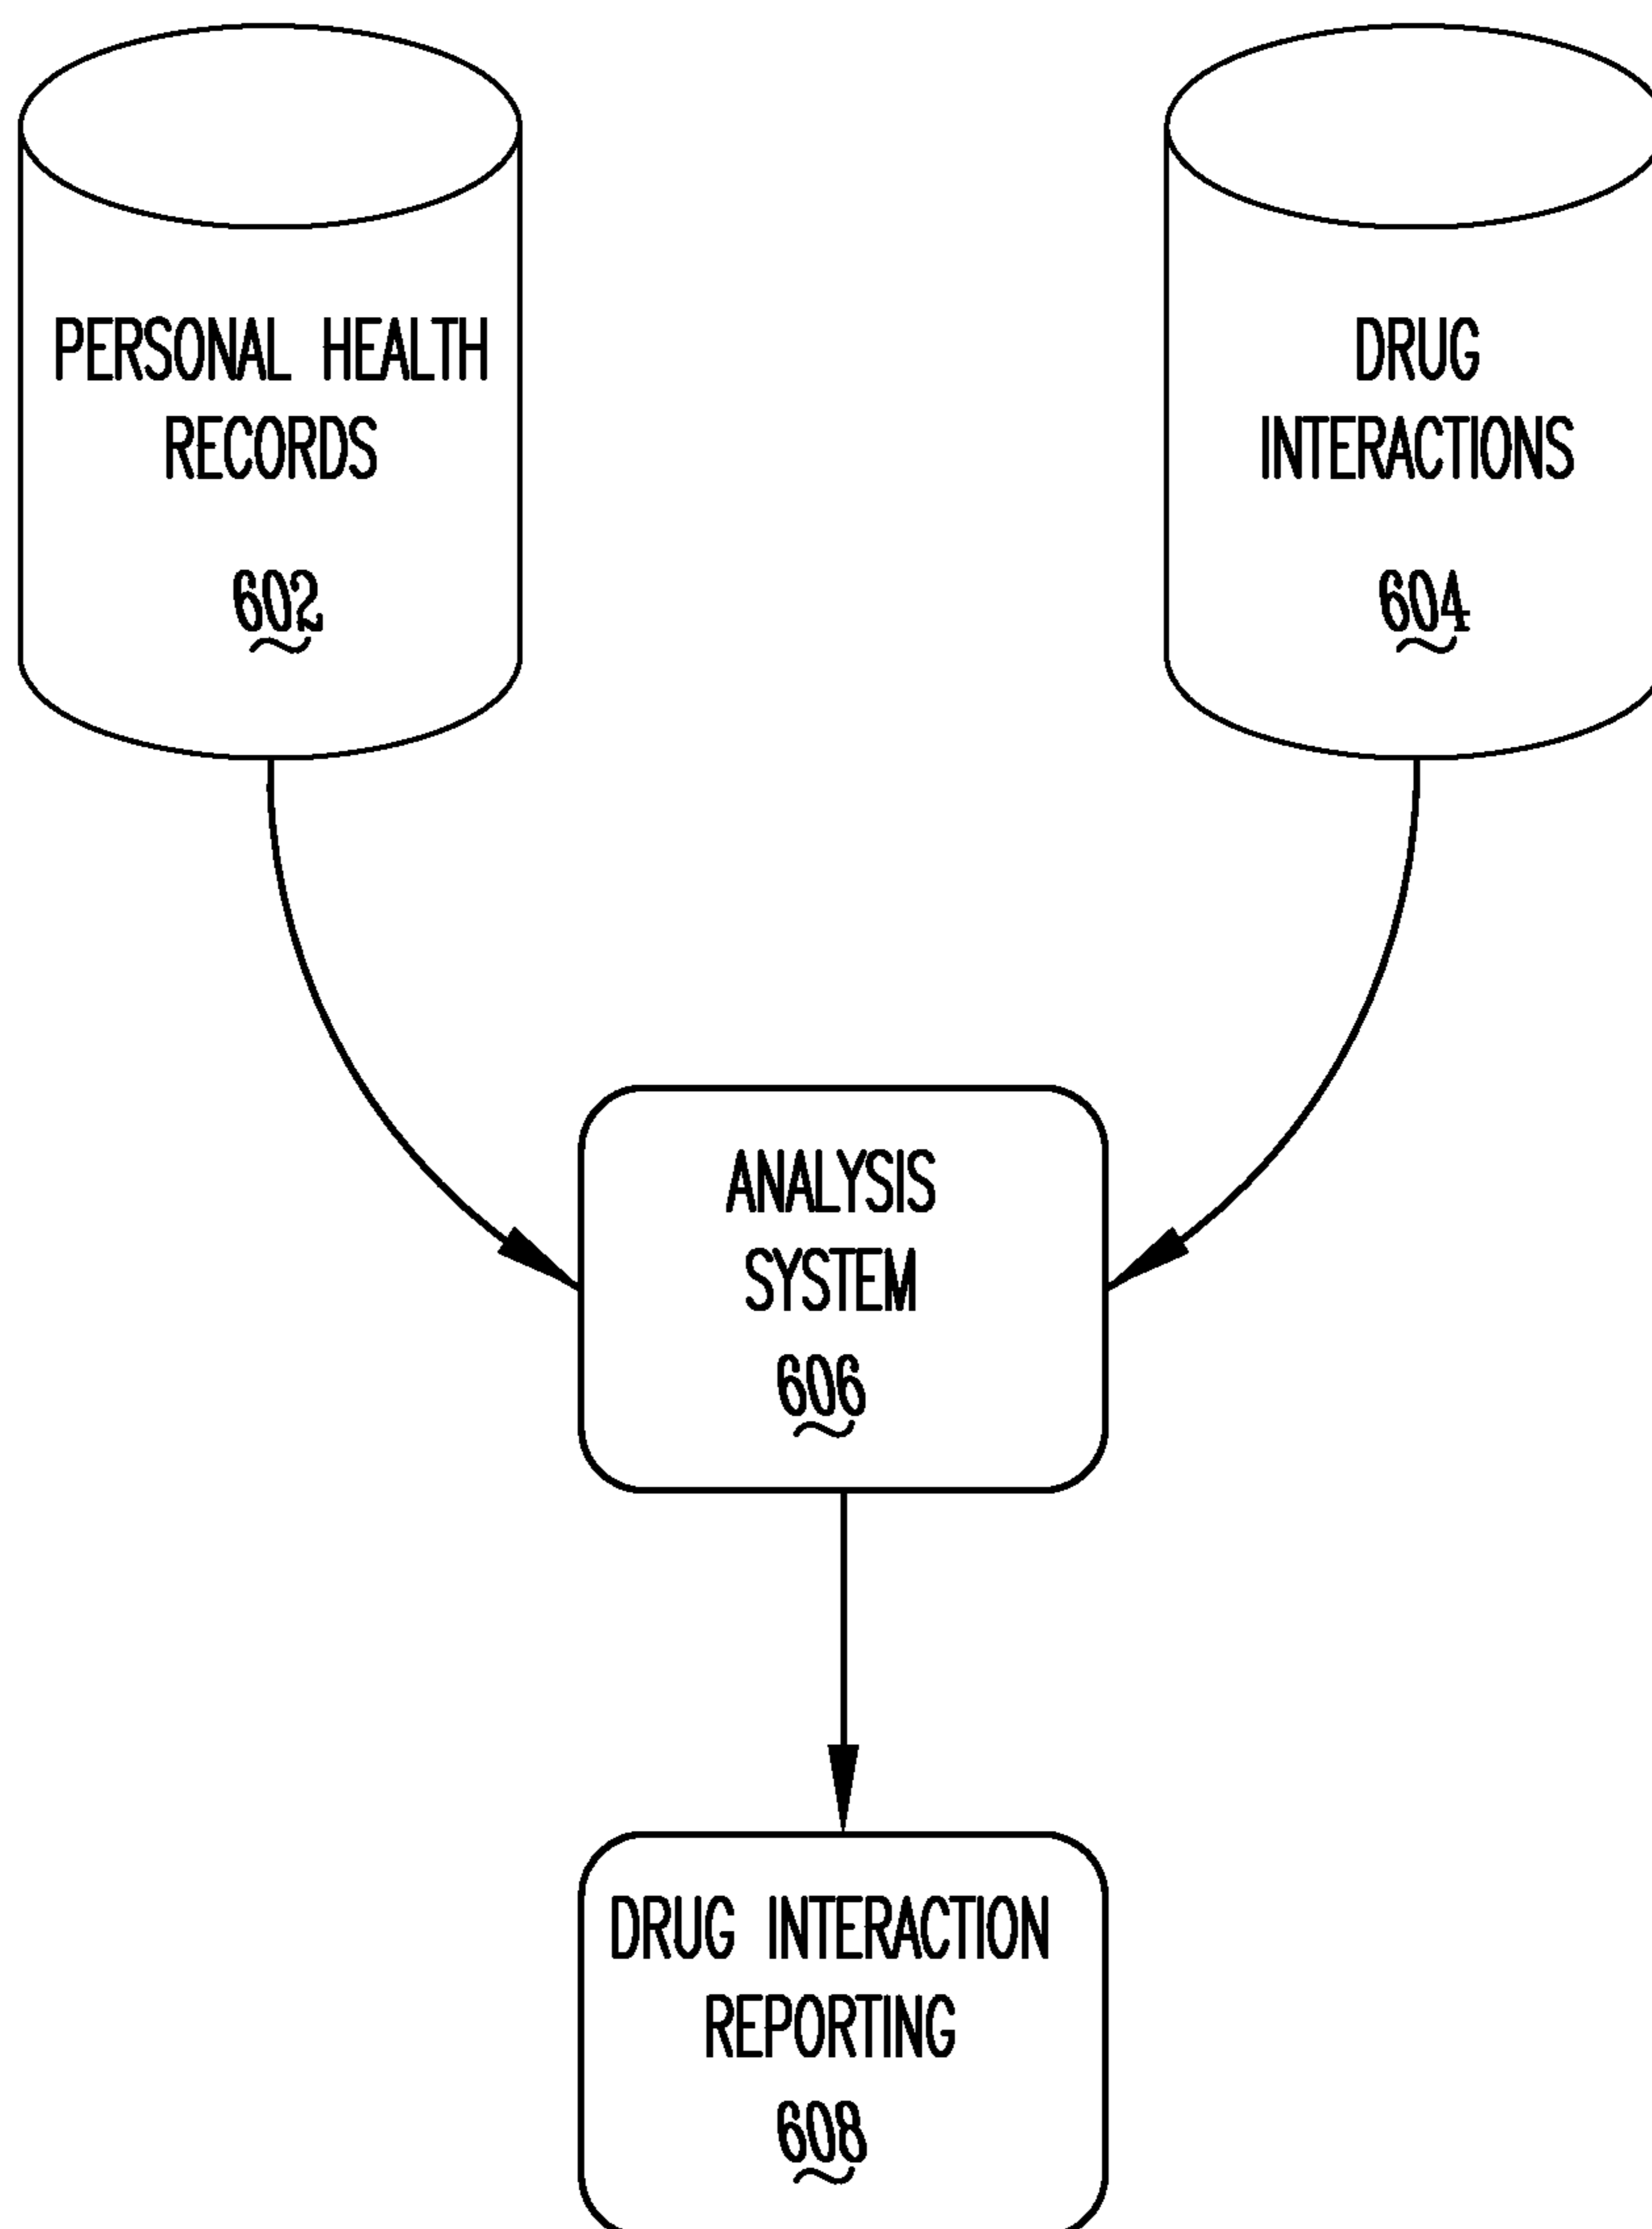 PERSONAL HEALTH
RECORDS
602
DRUG
INTERACTIONS
604
ANALYSIS
SYSTEM
606
DRUG INTERACTION
REPORTING
608